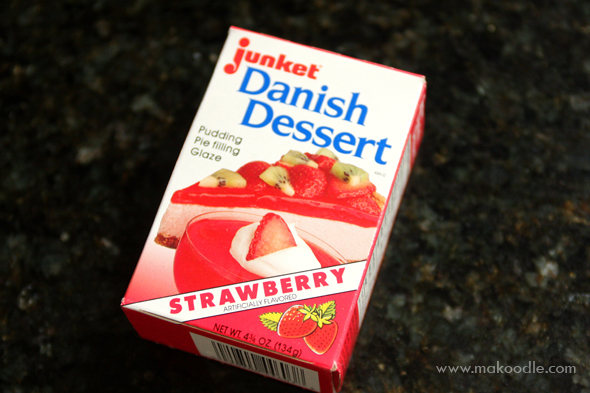 junket
Danish
Dessert
Pudding
Pie filling
Glaze
STRAWBERRY
ARTIFICIALLY FLAVORED
NET WT. 4¾ OZ (134g)
www.makoodle.com